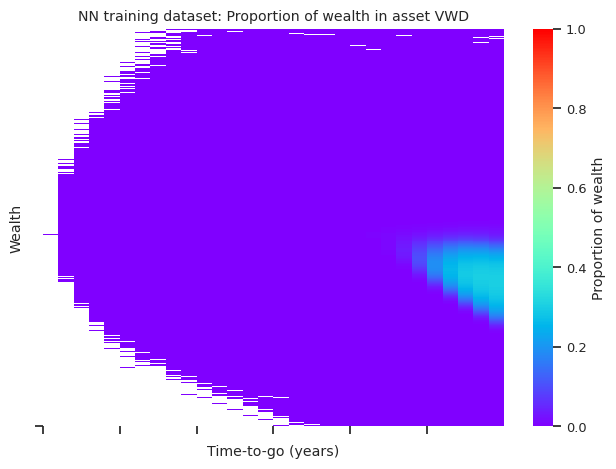 NN training dataset: Proportion of wealth in asset VWD
Wealth
Time-to-go (years)
1.0
0.8
0.6
0.4
0.2
0.0
Proportion of wealth